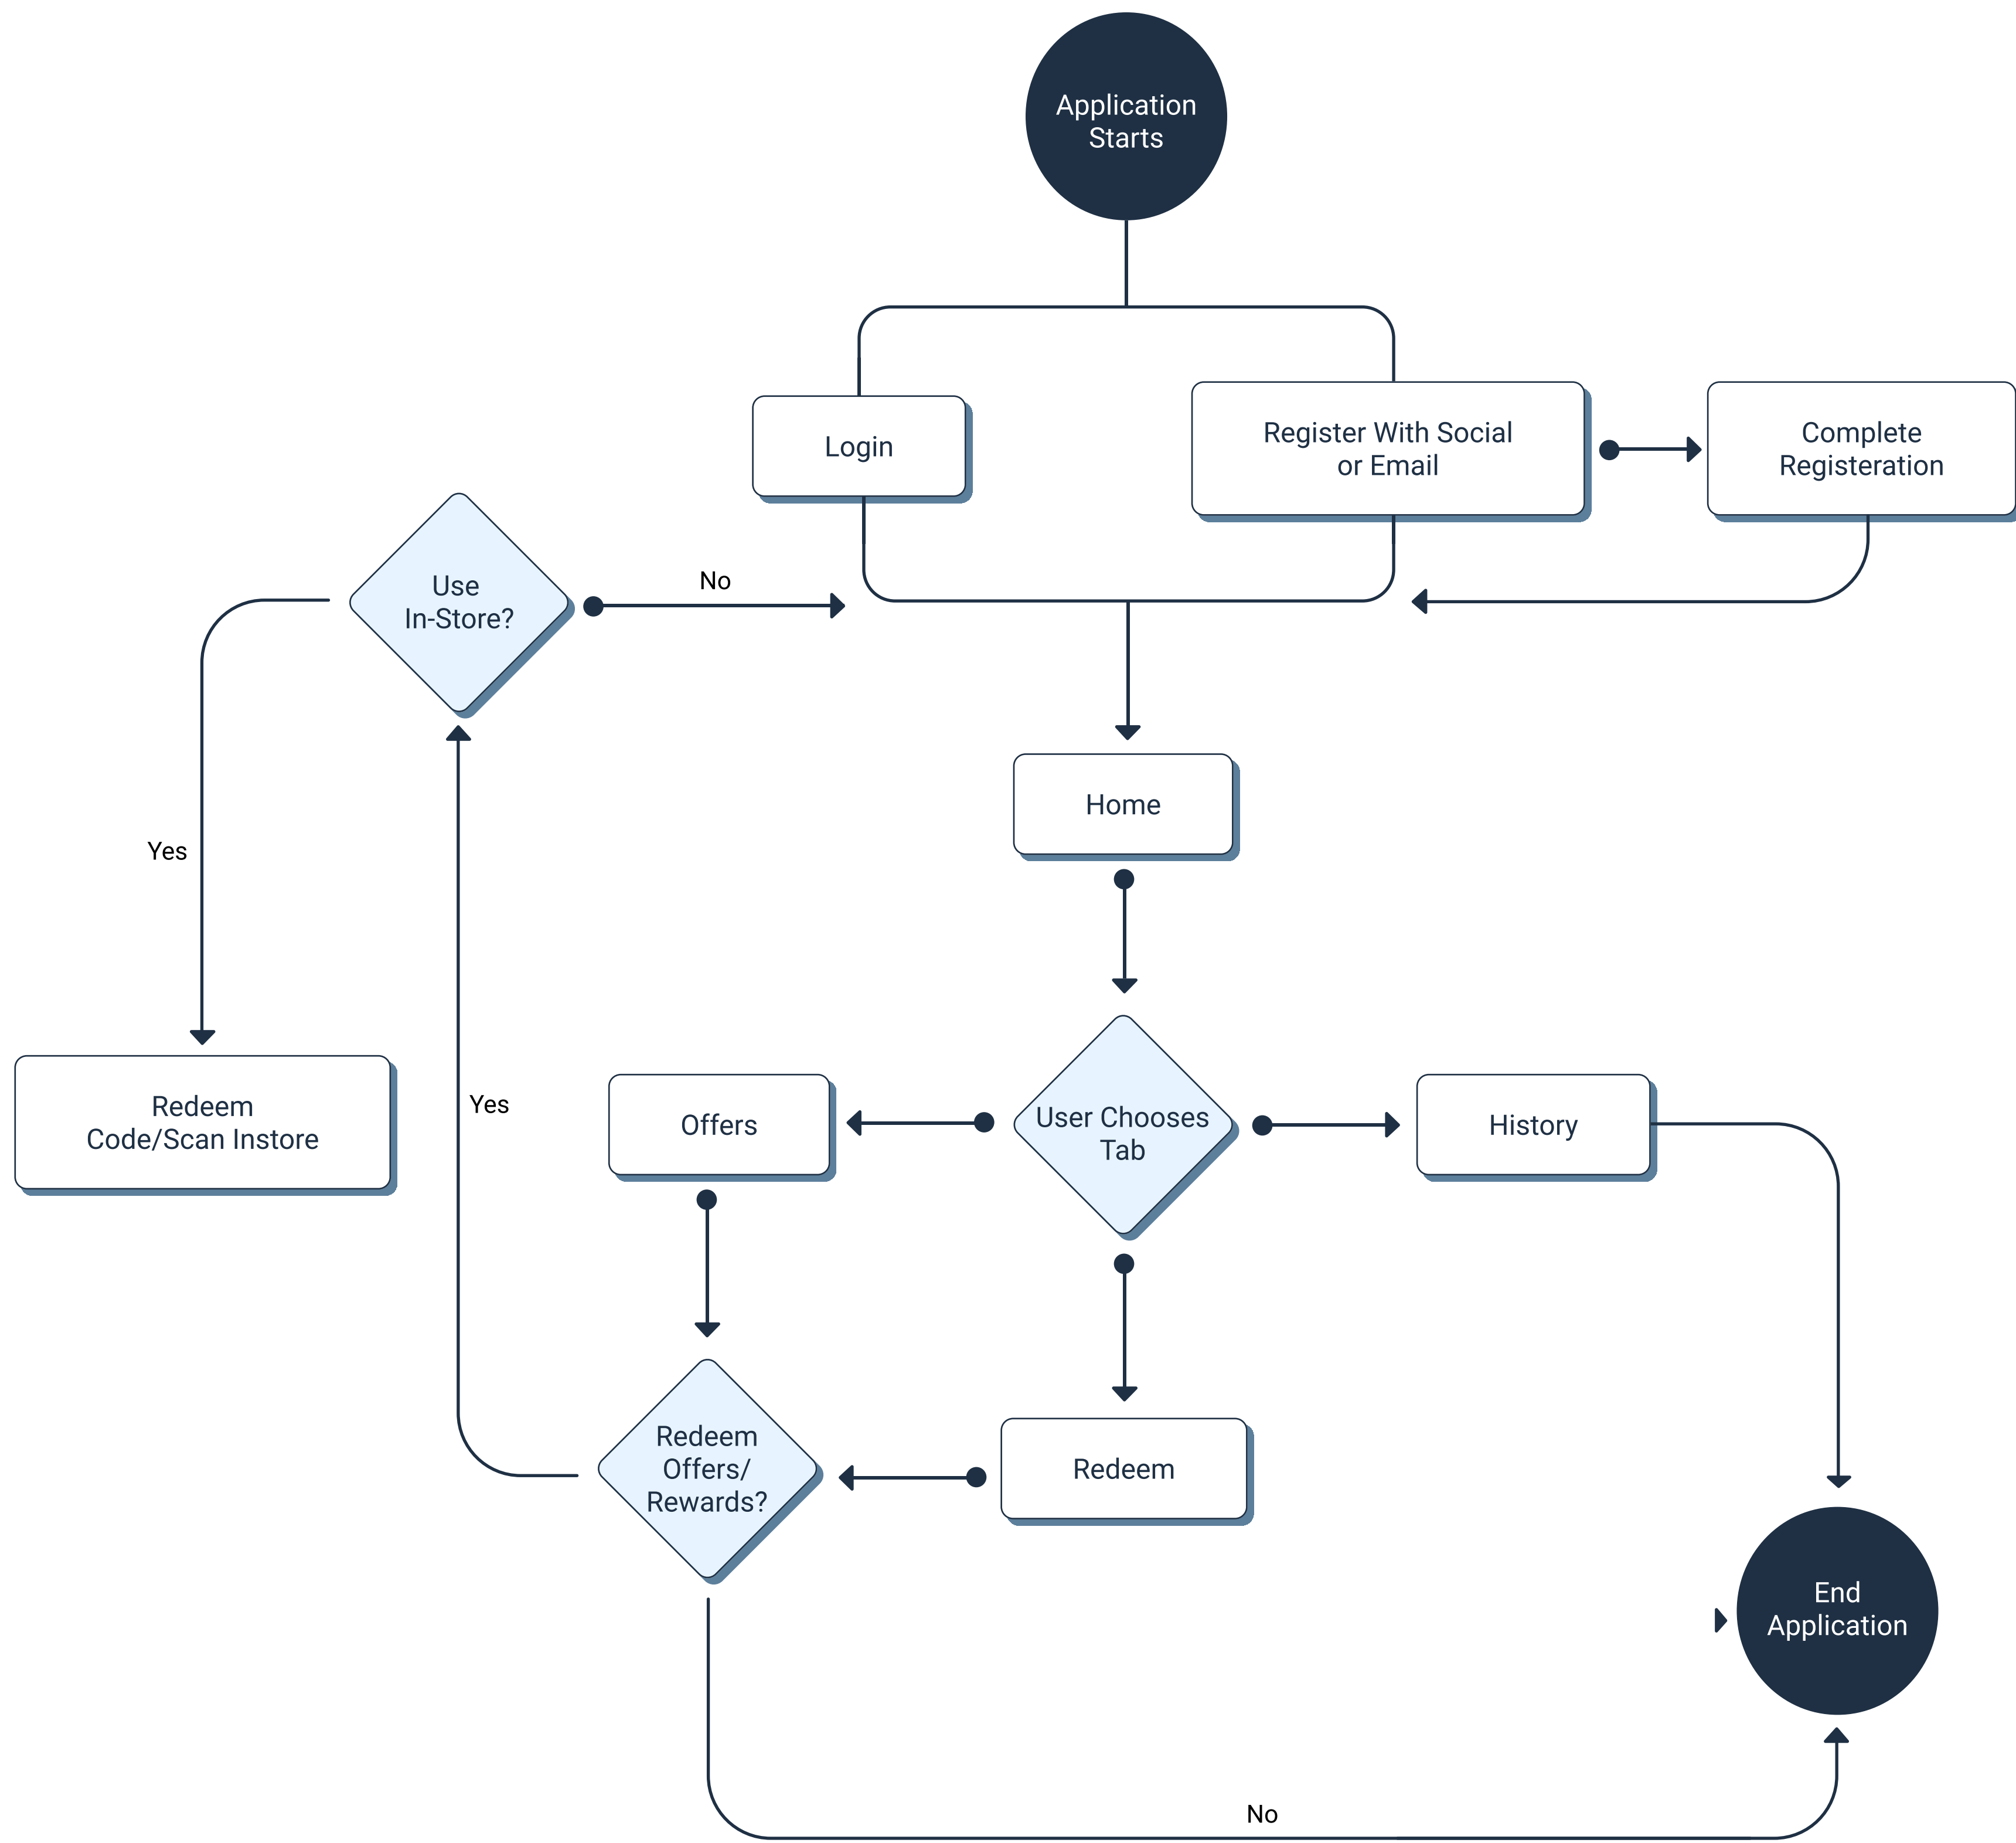 Application
Starts
Login
Register With Social
or Email
Complete
Registeration
Use
In-Store?
No
Home
Yes
Redeem
Code/Scan Instore
Yes
Offers
User Chooses
Tab
History
Redeem
Offers/
Rewards?
Redeem
End
Application
No